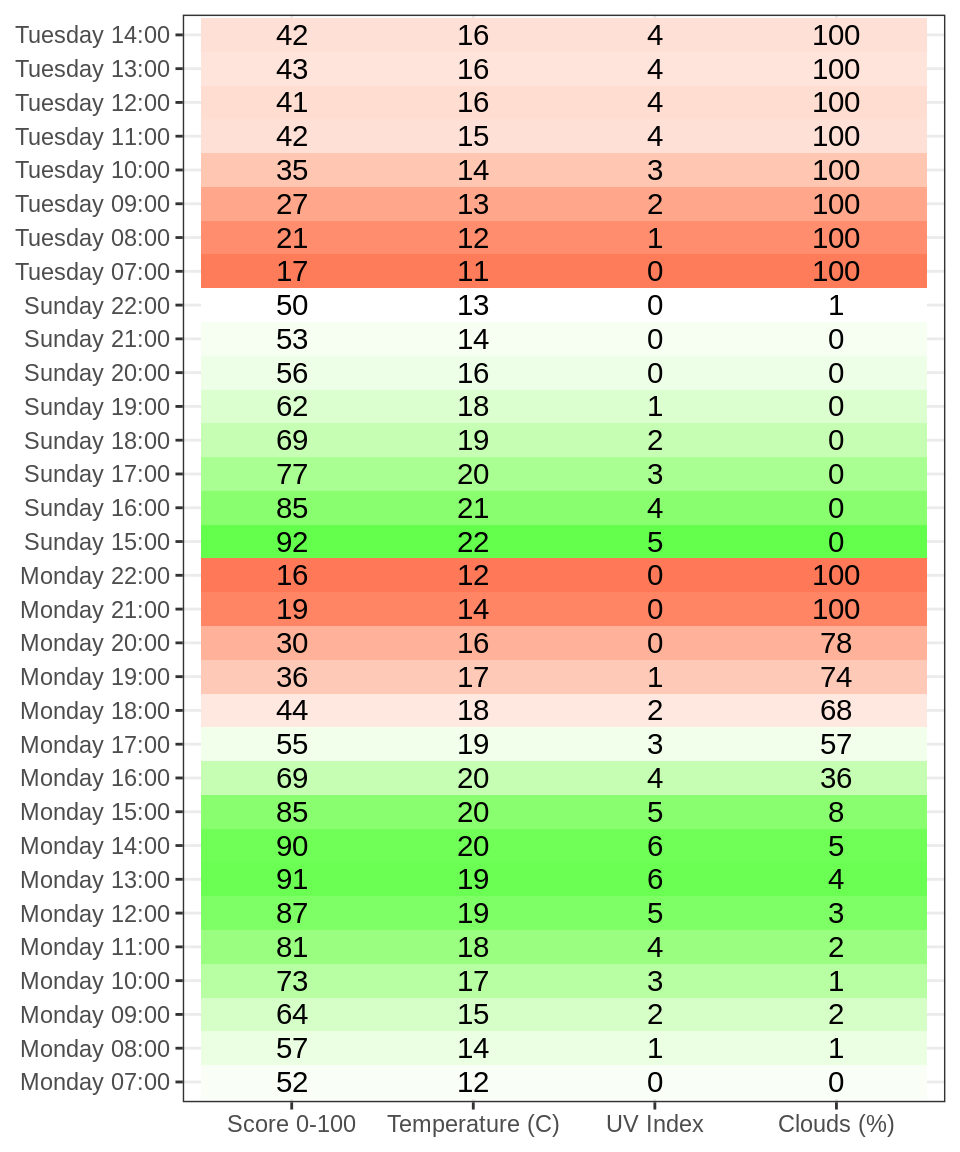 Tuesday 14:00 42 16 4 100
Tuesday 13:00 43 16 4 100
Tuesday 12:00 41 16 4 100
Tuesday 11:00 42 15 4 100
Tuesday 10:00 35 14 3 100
Tuesday 09:00 27 13 2 100
Tuesday 08:00 21 12 1 100
Tuesday 07:00 17 11 0 100
Sunday 22:00 50 13 0 1
Sunday 21:00 53 14 0 0
Sunday 20:00 56 16 0 0
Sunday 19:00 62 18 1 0
Sunday 18:00 69 19 2 0
Sunday 17:00 77 20 3 0
Sunday 16:00 85 21 4 0
Sunday 15:00 92 22 5 0
Monday 22:00 16 12 0 100
Monday 21:00 19 14 0 100
Monday 20:00 30 16 0 78
Monday 19:00 36 17 1 74
Monday 18:00 44 18 2 68
Monday 17:00 55 19 3 57
Monday 16:00 69 20 4 36
Monday 15:00 85 20 5 8
Monday 14:00 90 20 6 5
Monday 13:00 91 19 6 4
Monday 12:00 87 19 5 3
Monday 11:00 81 18 4 2
Monday 10:00 73 17 3 1
Monday 09:00 64 15 2 2
Monday 08:00 57 14 1 1
Monday 07:00 52 12 0 0
Score 0-100 Temperature (C) UV Index Clouds (%)